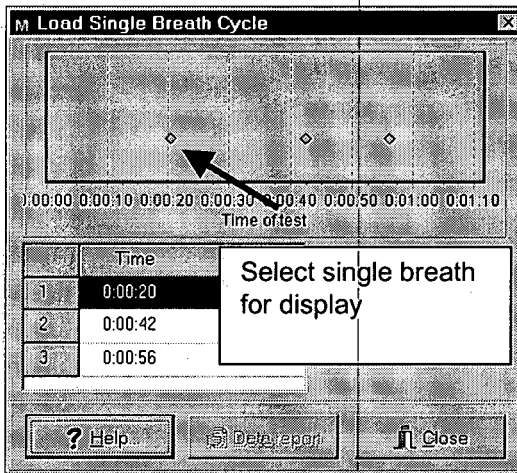 M Load Single Breath Cycle
0:00:00 0:00:10 0:00:20 0:00:30 0:00:40 0:00:50 0:01:00 0:01:10
Time of test
Time
1 0:00:20
2 0:00:42
3 0:00:56
Select single breath
for display
? Help... Data report Close